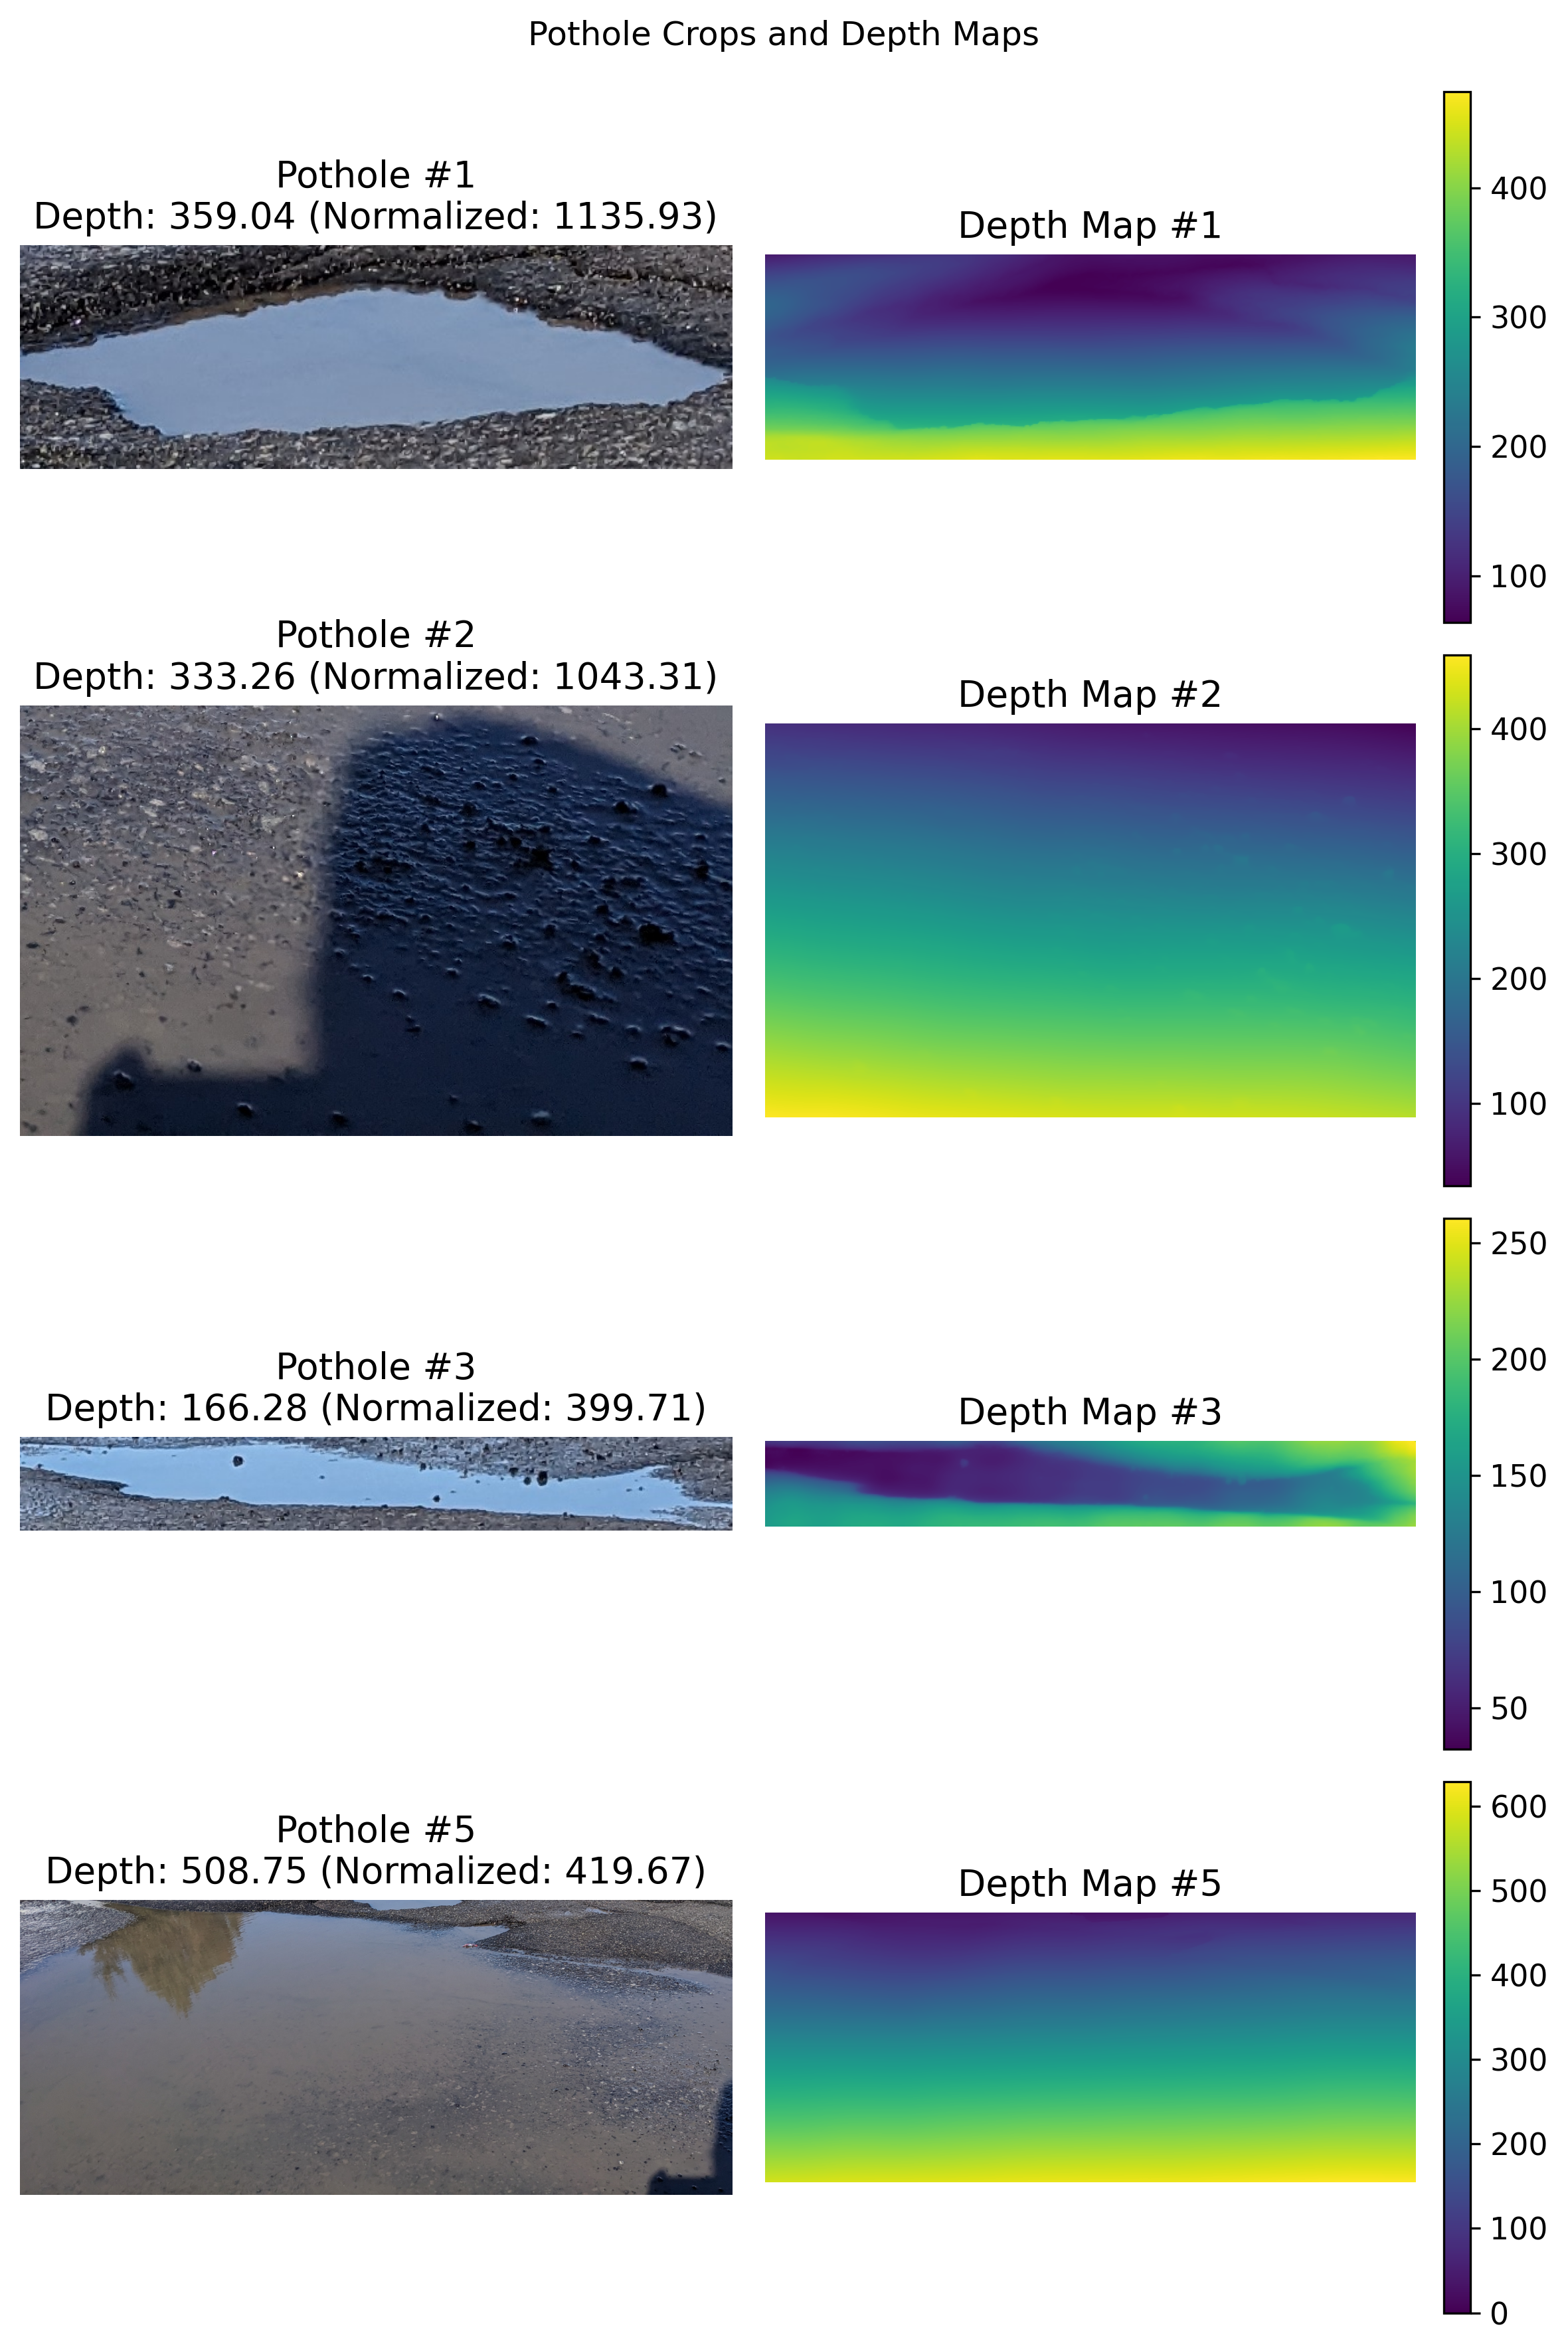 Pothole Crops and Depth Maps
Pothole #1
Depth: 359.04 (Normalized: 1135.93)
Depth Map #1
400
300
200
100
Pothole #2
Depth: 333.26 (Normalized: 1043.31)
Depth Map #2
400
300
200
100
Pothole #3
Depth: 166.28 (Normalized: 399.71)
Depth Map #3
250
200
150
100
50
Pothole #5
Depth: 508.75 (Normalized: 419.67)
Depth Map #5
600
500
400
300
200
100
0